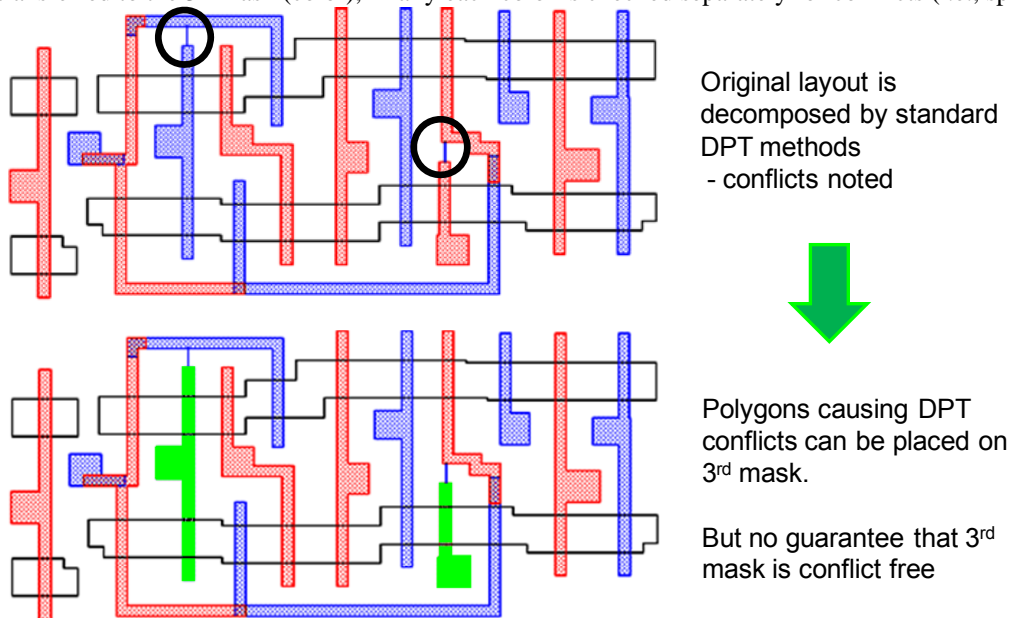 Original layout is
decomposed by standard
DPT methods
- conflicts noted
Polygons causing DPT
conflicts can be placed on
3rd mask.
But no guarantee that 3rd
mask is conflict free